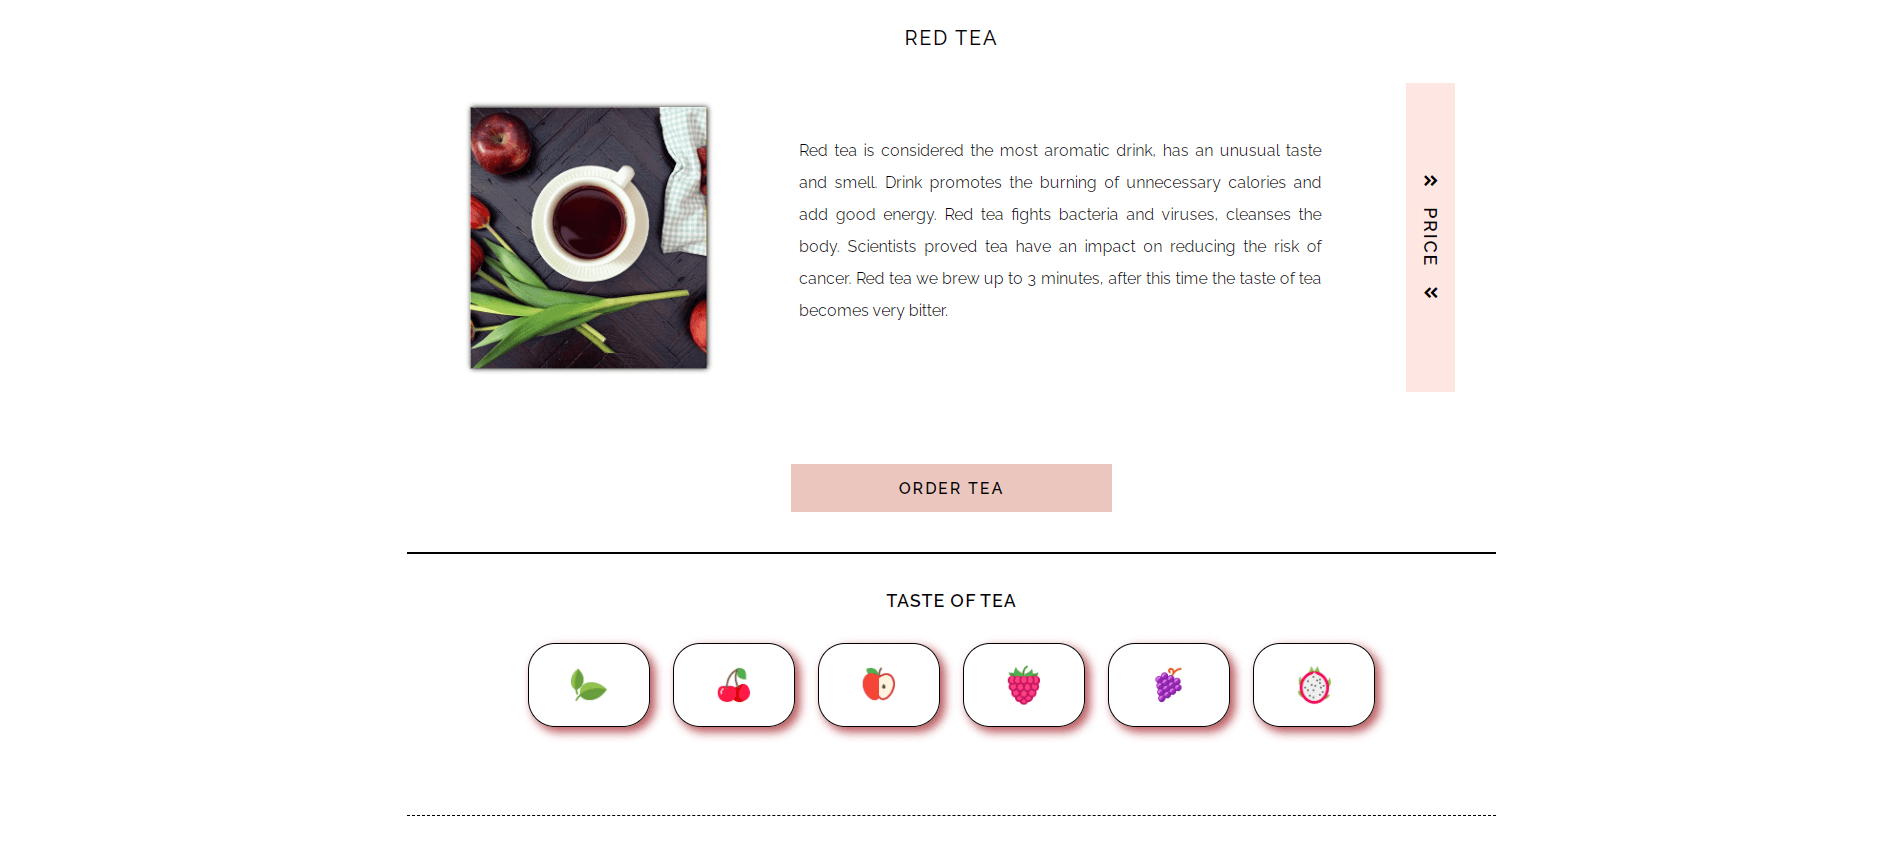 RED TEA
Red tea is considered the most aromatic drink, has an unusual taste
and smell. Drink promotes the burning of unnecessary calories and
add good energy. Red tea fights bacteria and viruses, cleanses the
body. Scientists proved tea have an impact on reducing the risk of
cancer. Red tea we brew up to 3 minutes, after this time the taste of tea
becomes very bitter.
» PRICE «
ORDER TEA
TASTE OF TEA